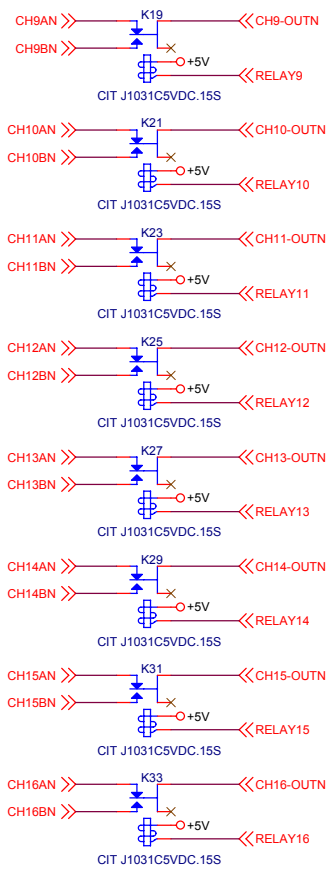 CH9AN K19 CH9-OUTN
CH9BN
+5V
RELAY9
CIT J1031C5VDC.15S
CH10AN K21 CH10-OUTN
CH10BN
+5V
RELAY10
CIT J1031C5VDC.15S
CH11AN K23 CH11-OUTN
CH11BN
+5V
RELAY11
CIT J1031C5VDC.15S
CH12AN K25 CH12-OUTN
CH12BN
+5V
RELAY12
CIT J1031C5VDC.15S
CH13AN K27 CH13-OUTN
CH13BN
+5V
RELAY13
CIT J1031C5VDC.15S
CH14AN K29 CH14-OUTN
CH14BN
+5V
RELAY14
CIT J1031C5VDC.15S
CH15AN K31 CH15-OUTN
CH15BN
+5V
RELAY15
CIT J1031C5VDC.15S
CH16AN K33 CH16-OUTN
CH16BN
+5V
RELAY16
CIT J1031C5VDC.15S